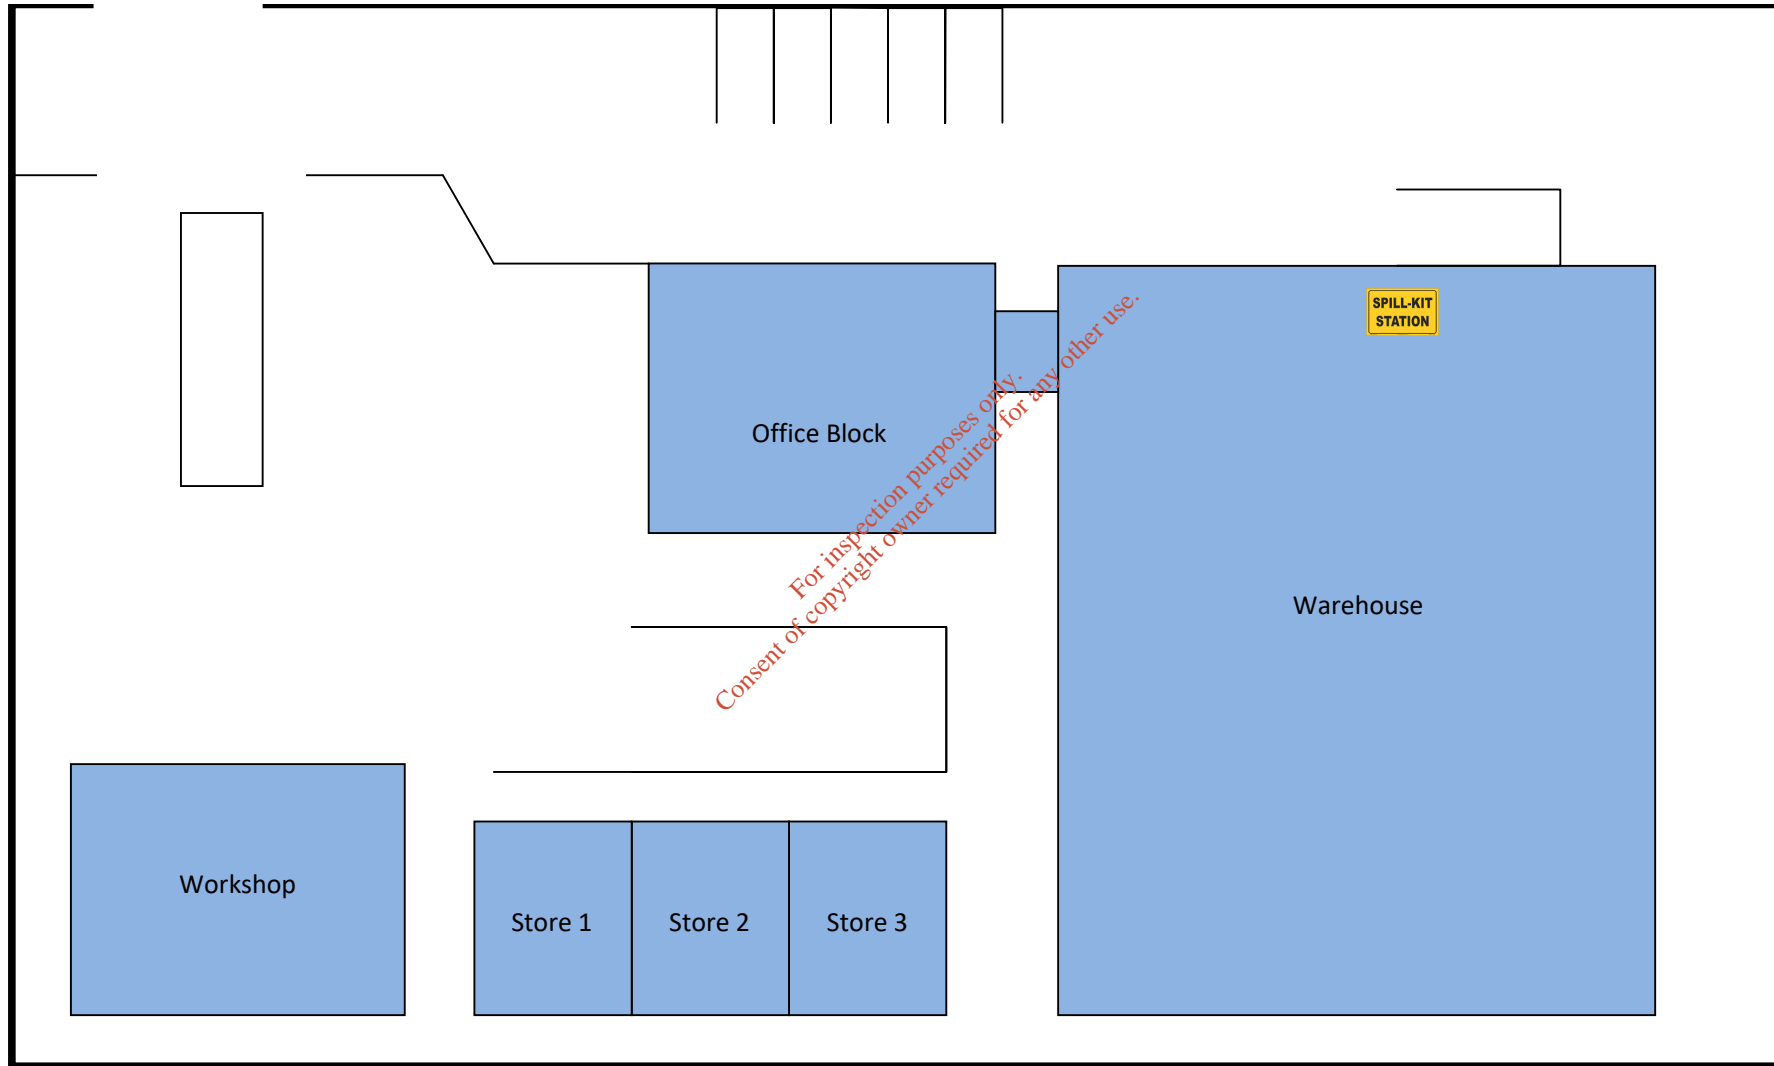 SPILL-KIT
STATION
Office Block
For inspection purposes only.
Consent of copyright owner required for any other use.
Warehouse
Workshop
Store 1
Store 2
Store 3